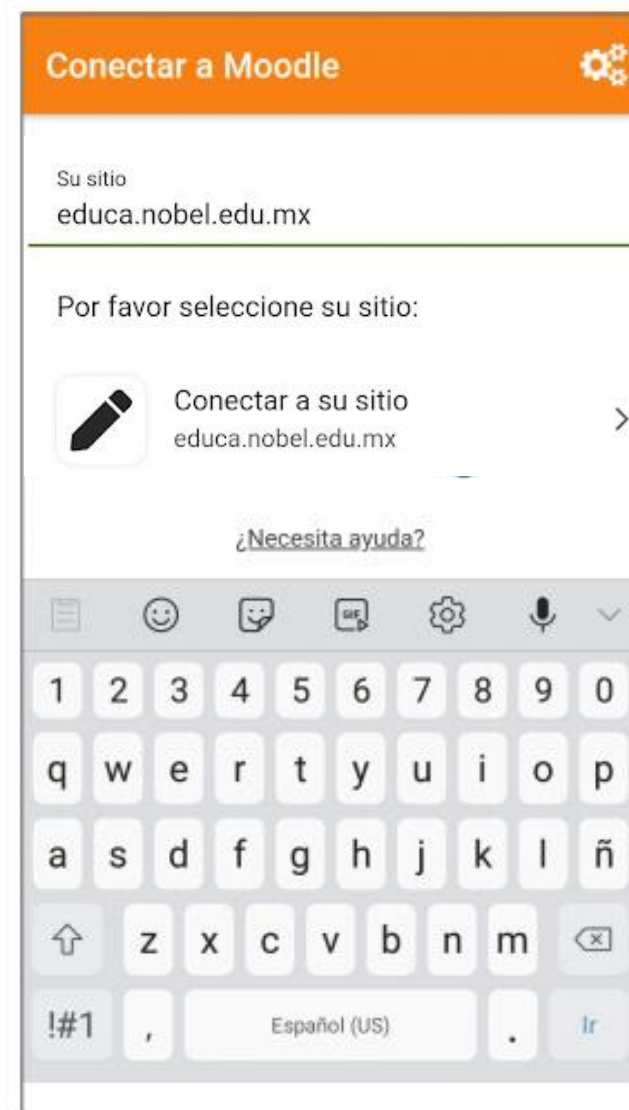 Conectar a Moodle
Su sitio
educa.nobel.edu.mx
Por favor seleccione su sitio:
Conectar a su sitio
educa.nobel.edu.mx
¿Necesita ayuda?
GIF
1 2 3 4 5 6 7 8 9 0
q w e r t y u i o p
a s d f g h j k l ñ
z x c v b n m
!#1 , Español (US) . Ir